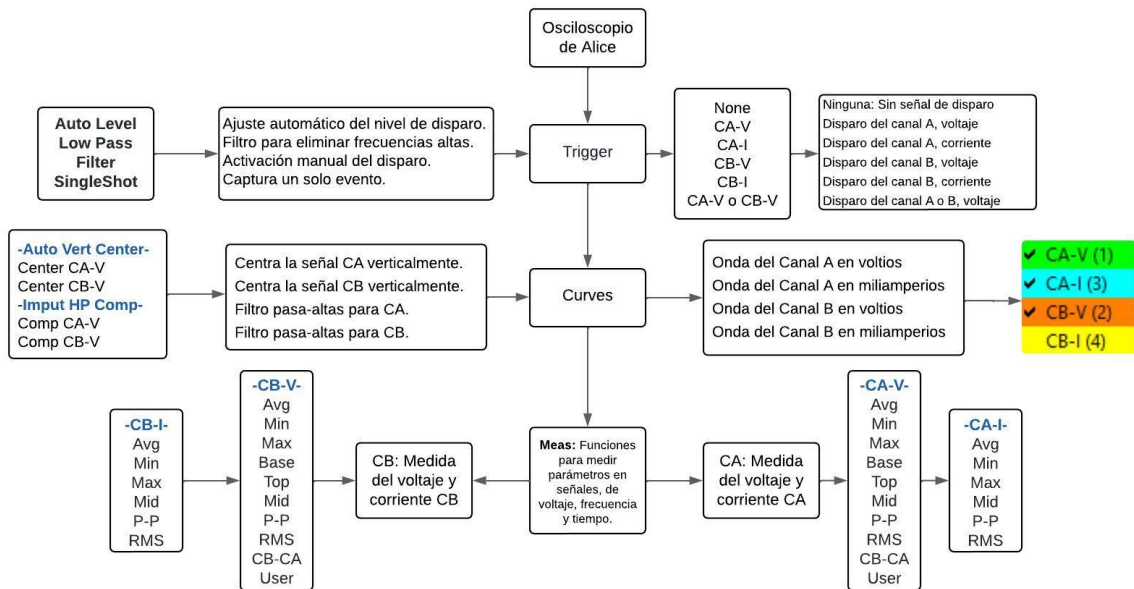 Osciloscopio
de Alice
Auto Level
Low Pass
Filter
SingleShot
Ajuste automático del nivel de disparo.
Filtro para eliminar frecuencias altas.
Activación manual del disparo.
Captura un solo evento.
Trigger
None
CA-V
CA-I
CB-V
CB-I
CA-V o CB-V
Ninguna: Sin señal de disparo
Disparo del canal A, voltaje
Disparo del canal A, corriente
Disparo del canal B, voltaje
Disparo del canal B, corriente
Disparo del canal A o B, voltaje
-Auto Vert Center-
Center CA-V
Center CB-V
-Imput HP Comp-
Comp CA-V
Comp CB-V
Centra la señal CA verticalmente.
Centra la señal CB verticalmente.
Filtro pasa-altas para CA.
Filtro pasa-altas para CB.
Curves
Onda del Canal A en voltios
Onda del Canal A en miliamperios
Onda del Canal B en voltios
Onda del Canal B en miliamperios
CA-V (1)
CA-I (3)
CB-V (2)
CB-I (4)
-CB-I-
Avg
Min
Max
Mid
P-P
RMS
-CB-V-
Avg
Min
Max
Base
Top
Mid
P-P
RMS
CB-CA
User
CB: Medida
del voltaje y
corriente CB
Meas: Funciones
para medir
parámetros en
señales, de
voltaje, frecuencia
y tiempo.
CA: Medida
del voltaje y
corriente CA
-CA-V-
Avg
Min
Max
Base
Top
Mid
P-P
RMS
CB-CA
User
-CA-I-
Avg
Min
Max
Mid
P-P
RMS